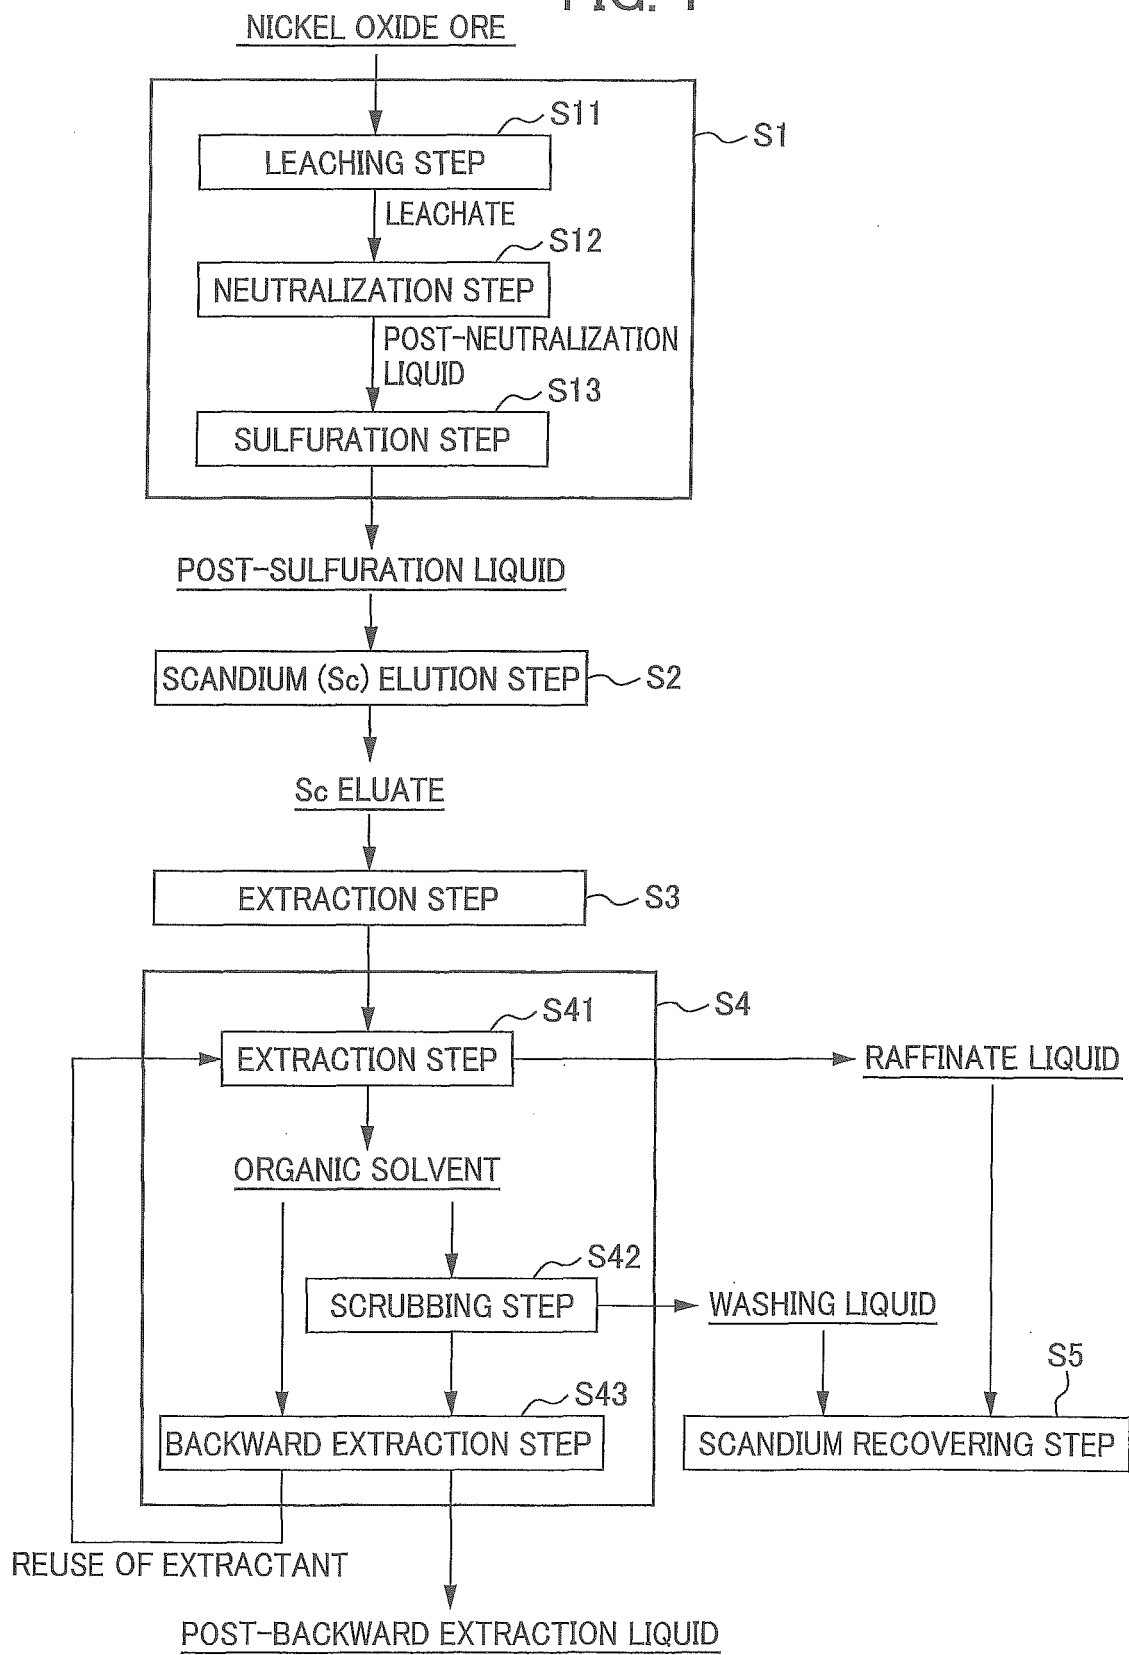 FIG. 1
NICKEL OXIDE ORE
S11
S1
LEACHING STEP
LEACHATE
S12
NEUTRALIZATION STEP
POST-NEUTRALIZATION
LIQUID
S13
SULFURATION STEP
POST-SULFURATION LIQUID
SCANDIUM (Sc) ELUTION STEP
S2
Sc ELUATE
EXTRACTION STEP
S3
S41
S4
EXTRACTION STEP
RAFFINATE LIQUID
ORGANIC SOLVENT
S42
SCRUBBING STEP
WASHING LIQUID
S5
S43
BACKWARD EXTRACTION STEP
SCANDIUM RECOVERING STEP
REUSE OF EXTRACTANT
POST-BACKWARD EXTRACTION LIQUID